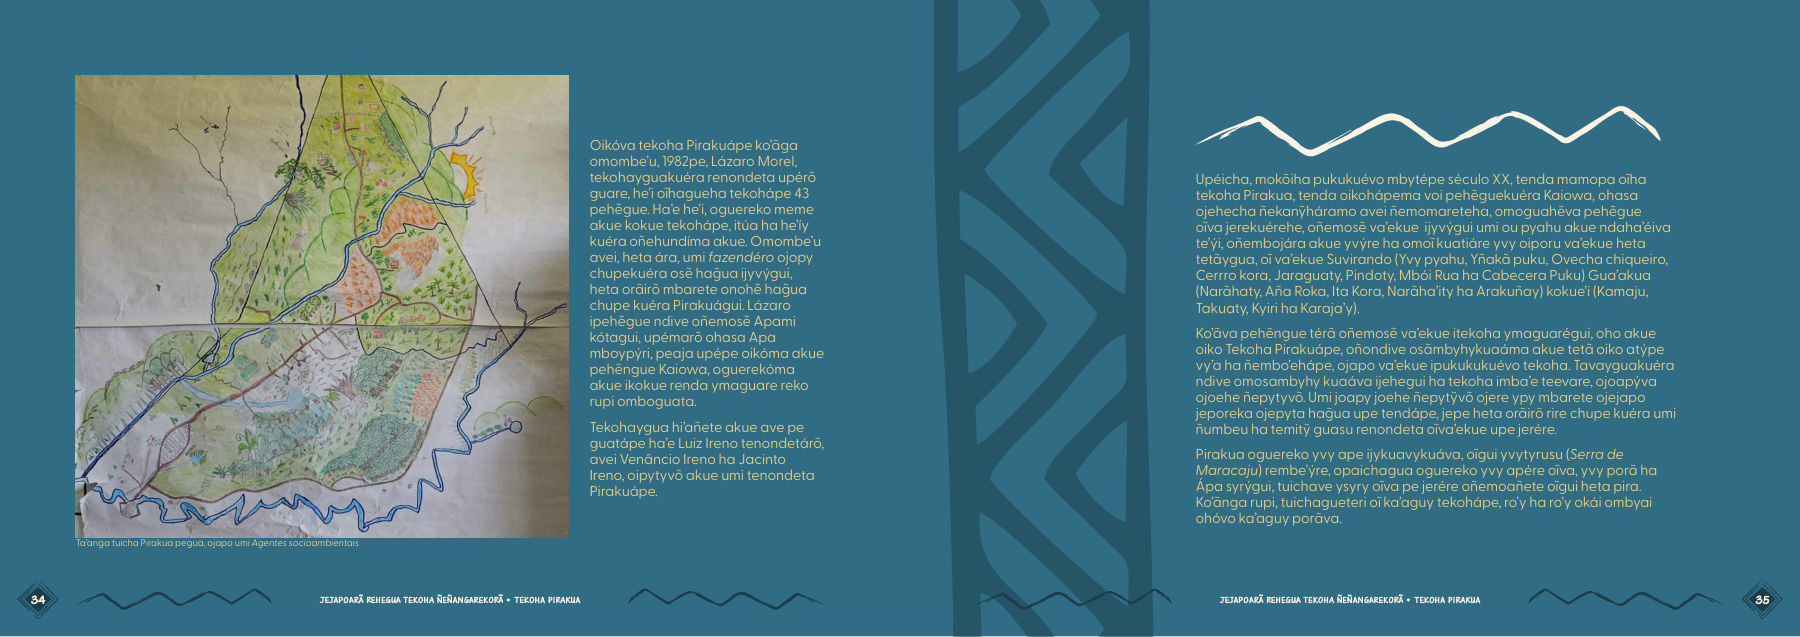 Oikóva tekoha Pirakuápe ko'ãga
omombe'u, 1982pe, Lázaro Morel,
tekohayguakuéra renondeta upérõ
guare, he'i oĩhagueha tekohápe 43
pehẽgue. Ha'e he'i, oguereko meme
akue kokue tekohápe, itúa ha he'iy
kuéra oñehundíma akue. Omombe'u
avei, heta ára, umi fazendéro ojopy
chupekuéra osẽ hag̃ua ijyvýgui,
heta orãirõ mbarete onohẽ hag̃ua
chupe kuéra Pirakuágui. Lázaro
ipehẽgue ndive oñemosẽ Apami
kótagui, upémarõ ohasa Apa
mboypýri, peaja upépe oikóma akue
pehẽngue Kaiowa, oguerekóma
akue ikokue renda ymaguare reko
rupi omboguata.
Tekohaygua hi'añete akue ave pe
guatápe ha'e Luiz Ireno tenondetárõ,
avei Venâncio Ireno ha Jacinto
Ireno, oipytyvõ akue umi tenondeta
Pirakuápe.
Ta'anga tuicha Pirakua pegua, ojapo umi Agentes socioambientais
34
JEJAPOARÃ REHEGUA TEKOHA ÑEÑANGAREKORÃ • TEKOHA PIRAKUA
Upéicha, mokõiha pukukuévo mbytépe século XX, tenda mamopa oĩha
tekoha Pirakua, tenda oikohápema voi pehẽguekuéra Kaiowa, ohasa
ojehecha ñekanỹháramo avei ñemomareteha, omoguahẽva pehẽgue
oĩva jerekuérehe, oñemosẽ va'ekue ijyvýgui umi ou pyahu akue ndaha'éiva
te'ýi, oñembojára akue yvýre ha omoĩ kuatiáre yvy oiporu va'ekue heta
tetãygua, oĩ va'ekue Suvirando (Yvy pyahu, Yñakã puku, Ovecha chiqueiro,
Cerrro kora, Jaraguaty, Pindoty, Mbói Rua ha Cabecera Puku) Gua'akua
(Narãhaty, Aña Roka, Ita Kora, Narãha'ity ha Arakuñay) kokue'i (Kamaju,
Takuaty, Kyiri ha Karaja'y).
Ko'ãva pehẽngue térã oñemosẽ va'ekue itekoha ymaguarégui, oho akue
oiko Tekoha Pirakuápe, oñondive osãmbyhykuaáma akue tetã oiko atýpe
vy'a ha ñembo'ehápe, ojapo va'ekue ipukukukuévo tekoha. Tavayguakuéra
ndive omosambyhy kuaáva ijehegui ha tekoha imba'e teevare, ojoapýva
ojoehe ñepytyvõ. Umi joapy joehe ñepytỹvõ ojere ypy mbarete ojejapo
jeporeka ojepyta hag̃ua upe tendápe, jepe heta orãirõ rire chupe kuéra umi
ñumbeu ha temitỹ guasu renondeta oĩva'ekue upe jerére.
Pirakua oguereko yvy ape ijykuavykuáva, oĩgui yvytyrusu (Serra de
Maracaju) rembe'ýre, opaichagua oguereko yvy apére oĩva, yvy porã ha
Ápa syrýgui, tuichave ysyry oĩva pe jerére oñemoañete oĩgui heta pira.
Ko'ãnga rupi, tuichagueteri oĩ ka'aguy tekohápe, ro'y ha ro'y okái ombyai
ohóvo ka'aguy porãva.
JEJAPOARÃ REHEGUA TEKOHA ÑEÑANGAREKORÃ • TEKOHA PIRAKUA
35